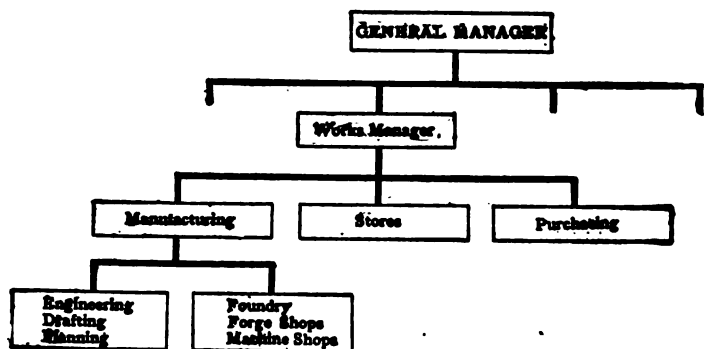 GENERAL MANAGER
Works Manager.
Manufacturing
Stores
Purchasing
Engineering
Drafting
Planning
Foundry
Forge Shops
Machine Shops